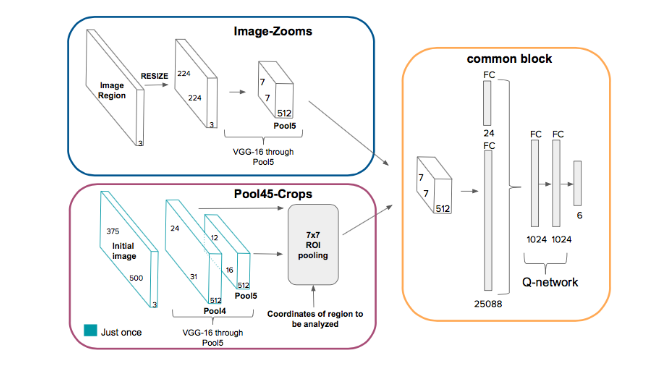 Image-Zooms
Image
Region
3
RESIZE
224
224
3
7
7
512
Pool5
VGG-16 through
Pool5
Pool45-Crops
375
Initial
image
500
3
24
31
512
Pool4
12
16
512
Pool5
VGG-16 through
Pool5
7x7
ROI
pooling
Coordinates of region to
be analyzed
Just once
common block
7
7
512
FC
24
FC
25088
FC
FC
1024
1024
6
Q-network